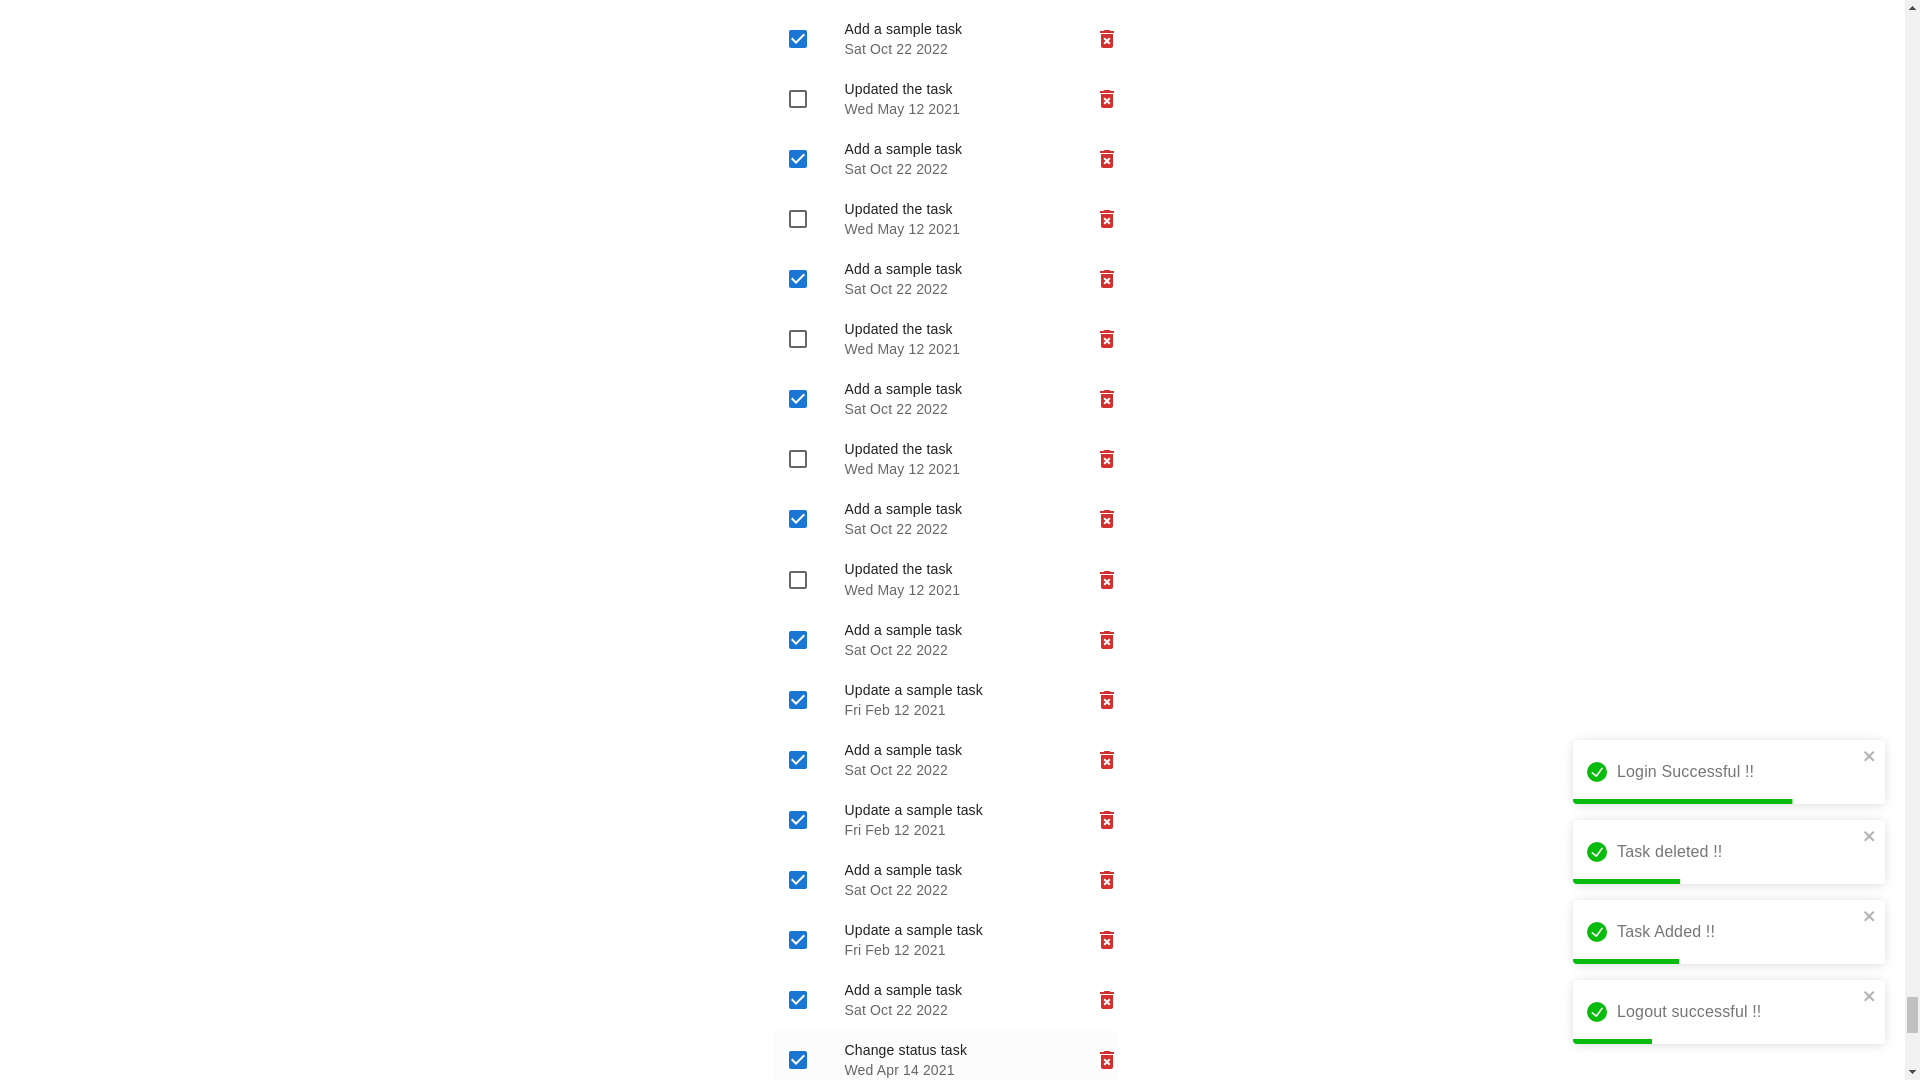 Add a sample task
Sat Oct 22 2022
Updated the task
Wed May 12 2021
Add a sample task
Sat Oct 22 2022
Updated the task
Wed May 12 2021
Add a sample task
Sat Oct 22 2022
Updated the task
Wed May 12 2021
Add a sample task
Sat Oct 22 2022
Updated the task
Wed May 12 2021
Add a sample task
Sat Oct 22 2022
Updated the task
Wed May 12 2021
Add a sample task
Sat Oct 22 2022
Update a sample task
Fri Feb 12 2021
Add a sample task
Sat Oct 22 2022
Update a sample task
Fri Feb 12 2021
Add a sample task
Sat Oct 22 2022
Update a sample task
Fri Feb 12 2021
Add a sample task
Sat Oct 22 2022
Change status task
Wed Apr 14 2021
Login Successful !!
Task deleted !!
Task Added !!
Logout successful !!